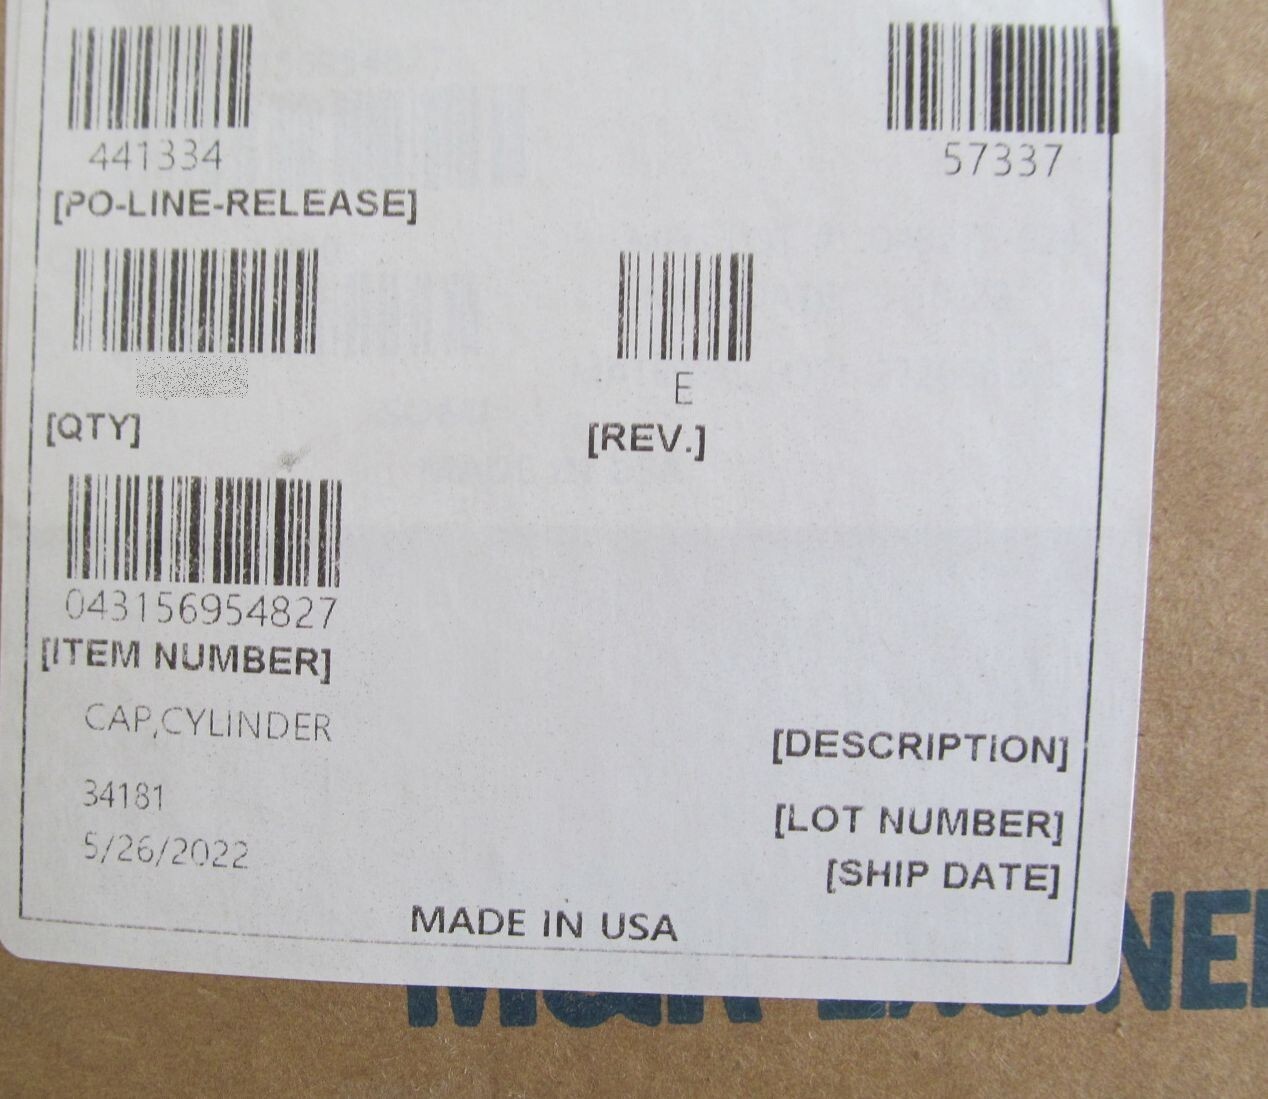 441334 57337
[PO-LINE-RELEASE]
E
[QTY] [REV.]
043156954827
[ITEM NUMBER]
CAP,CYLINDER [DESCRIPTION]
34181 [LOT NUMBER]
5/26/2022 [SHIP DATE]
MADE IN USA